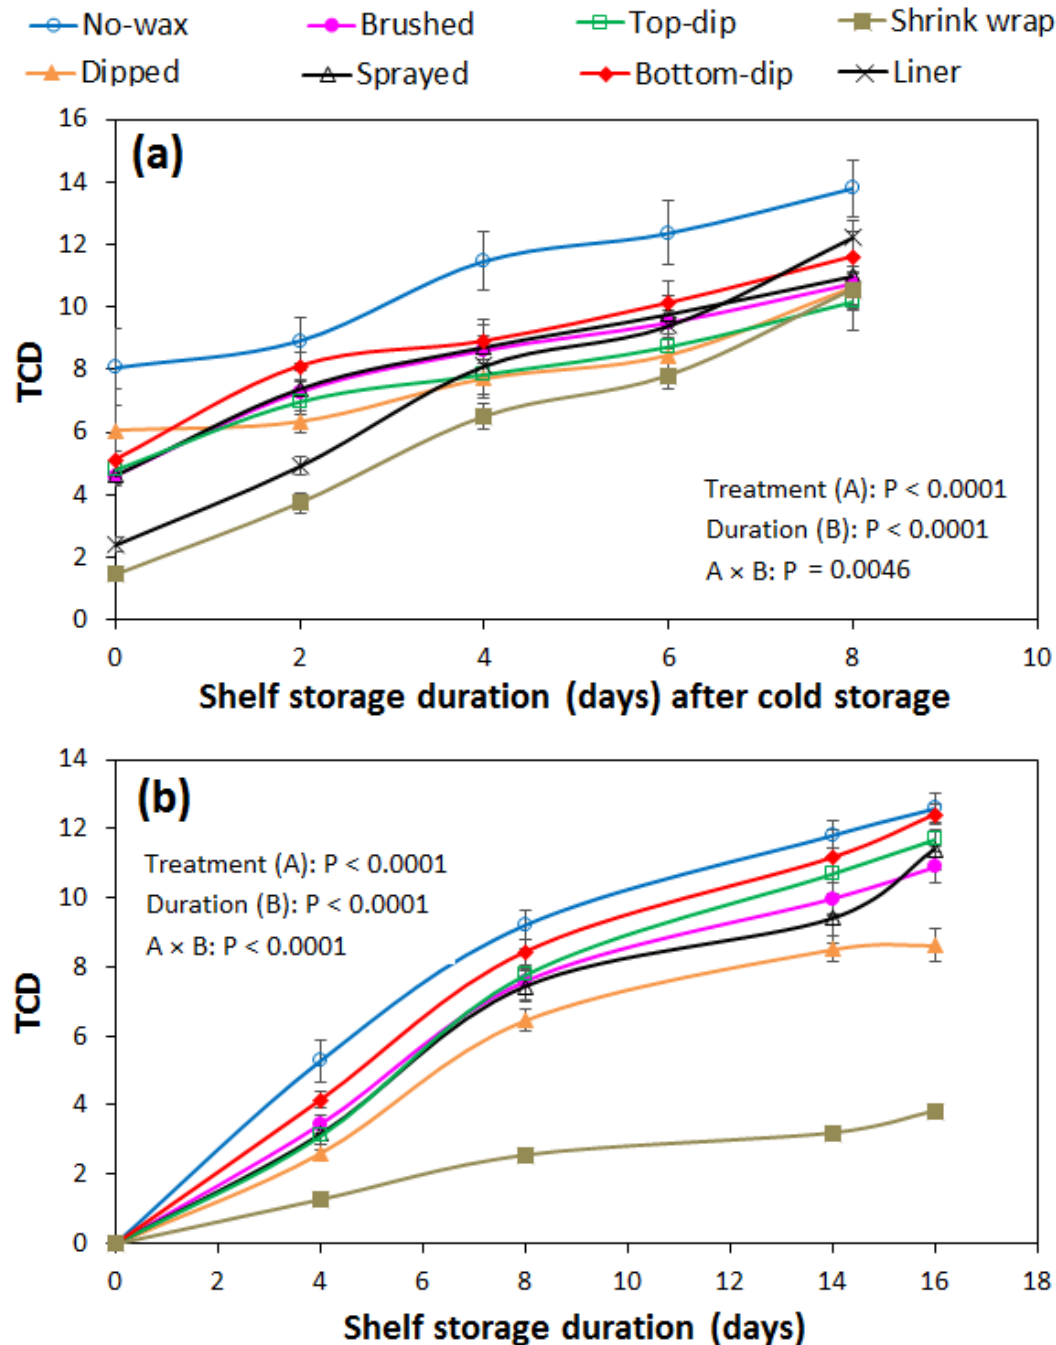 No-wax Brushed Top-dip Shrink wrap
Dipped Sprayed Bottom-dip Liner
(a)
16
14
12
10
8
6
4
2
0
TCD
Treatment (A): P < 0.0001
Duration (B): P < 0.0001
A × B: P = 0.0046
0 2 4 6 8 10
Shelf storage duration (days) after cold storage
(b)
14
12
10
8
6
4
2
0
TCD
Treatment (A): P < 0.0001
Duration (B): P < 0.0001
A × B: P < 0.0001
0 2 4 6 8 10 12 14 16 18
Shelf storage duration (days)